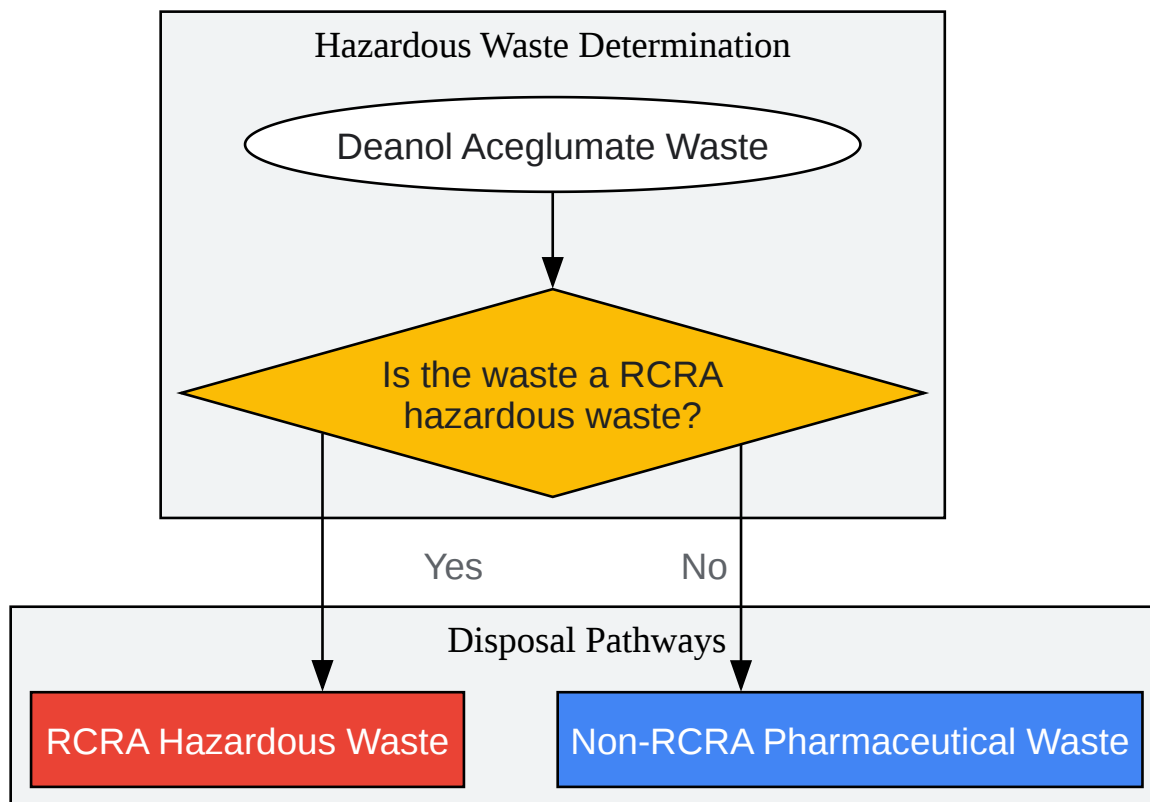 Hazardous Waste Determination
Deanol Aceglumate Waste
Is the waste a RCRA
hazardous waste?
Yes
No
Disposal Pathways
RCRA Hazardous Waste
Non-RCRA Pharmaceutical Waste